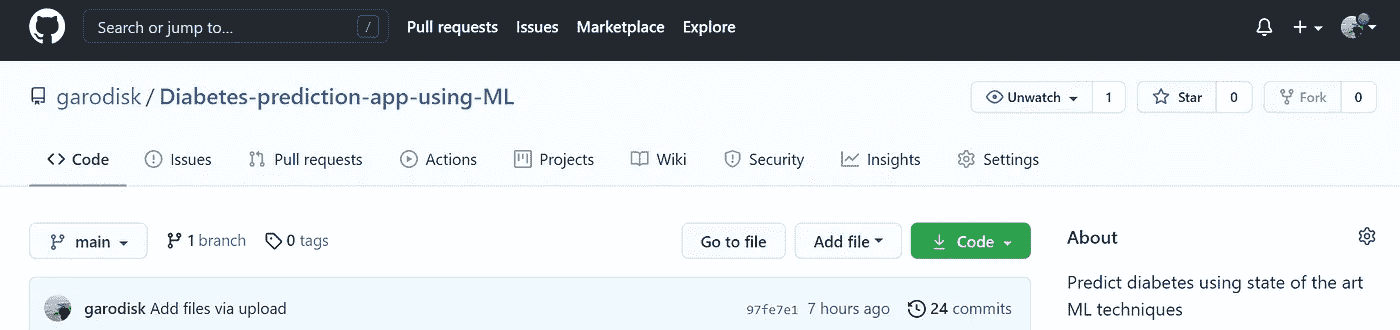 Search or jump to... / Pull requests Issues Marketplace Explore
garodisk / Diabetes-prediction-app-using-ML Unwatch 1 Star 0 Fork 0
Code Issues Pull requests Actions Projects Wiki Security Insights Settings
main 1 branch 0 tags Go to file Add file Code About
Predict diabetes using state of the art
garodisk Add files via upload 97fe7e1 7 hours ago 24 commits ML techniques